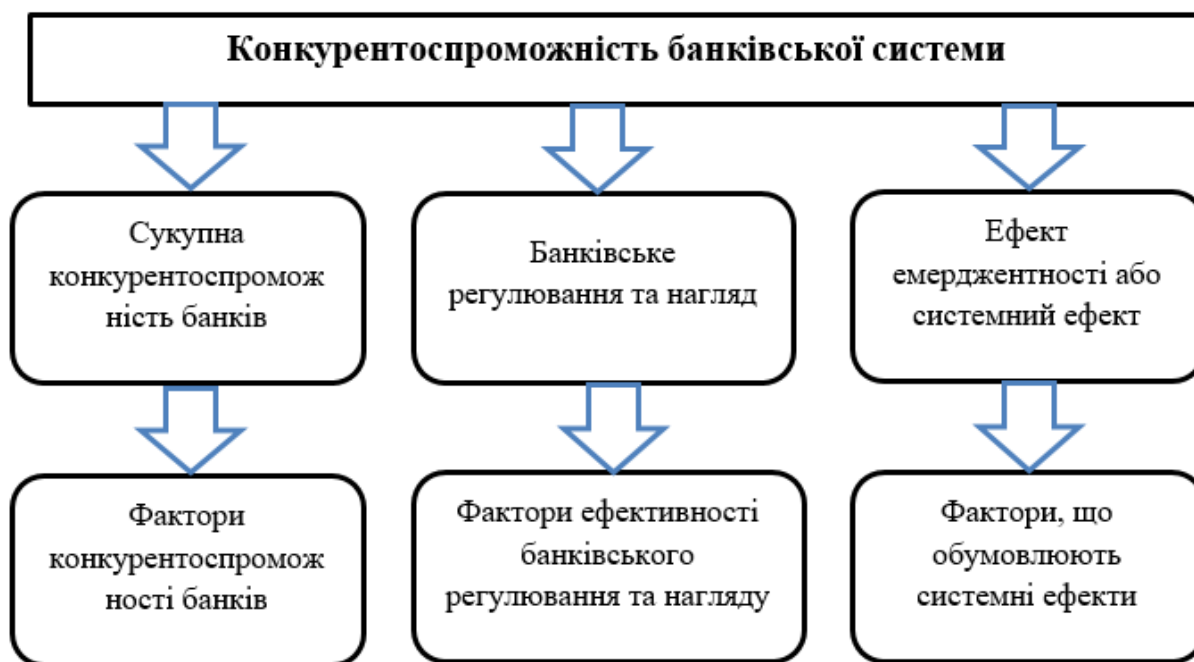 Конкурентоспроможність банківської системи
Сукупна
конкурентоспромож
ність банків
Банківське
регулювання та нагляд
Ефект
емерджентності або
системний ефект
Фактори
конкурентоспромож
ності банків
Фактори ефективності
банківського
регулювання та нагляду
Фактори, що
обумовлюють
системні ефекти